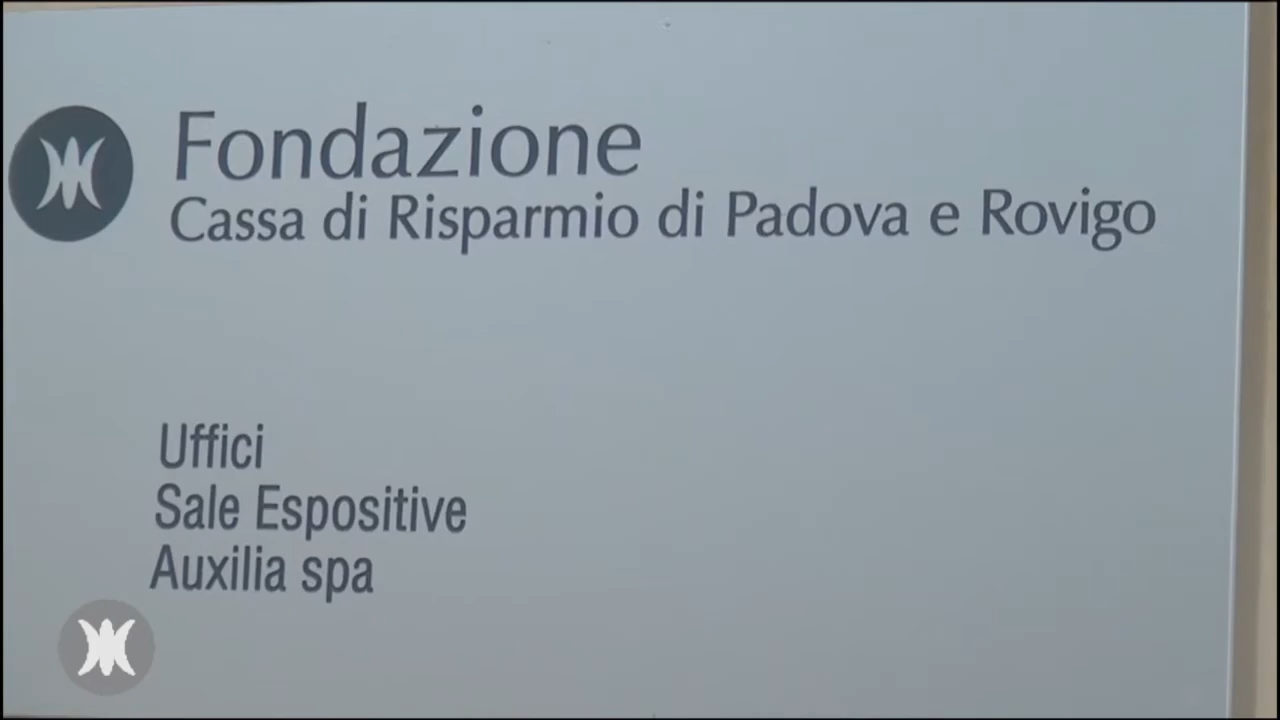 Fondazione
Cassa di Risparmio di Padova e Rovigo
Uffici
Sale Espositive
Auxilia spa